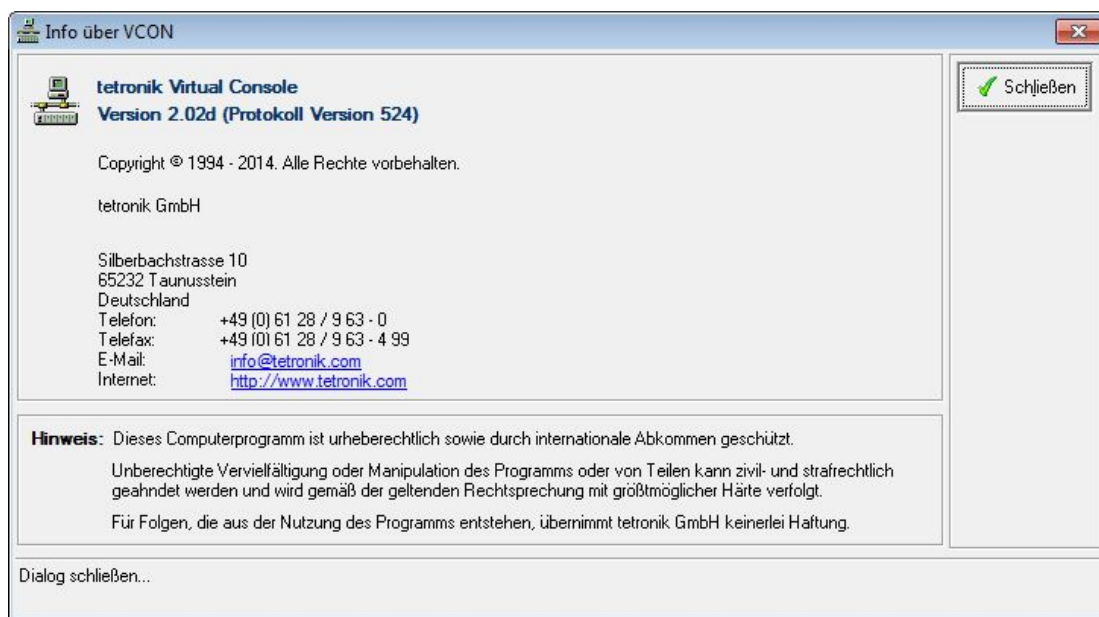 Info über VCON
tetronik Virtual Console
Version 2.02d (Protokoll Version 524)
Schließen
Copyright © 1994 - 2014. Alle Rechte vorbehalten.
tetronik GmbH
Silberbachstrasse 10
65232 Taunusstein
Deutschland
Telefon: +49 (0) 61 28 / 9 63 - 0
Telefax: +49 (0) 61 28 / 9 63 - 4 99
E-Mail: info@tetronik.com
Internet: http://www.tetronik.com
Hinweis: Dieses Computerprogramm ist urheberechtlich sowie durch internationale Abkommen geschützt.
Unberechtigte Vervielfältigung oder Manipulation des Programms oder von Teilen kann zivil- und strafrechtlich
geahndet werden und wird gemäß der geltenden Rechtsprechung mit größtmöglicher Härte verfolgt.
Für Folgen, die aus der Nutzung des Programms entstehen, übernimmt tetronik GmbH keinerlei Haftung.
Dialog schließen...